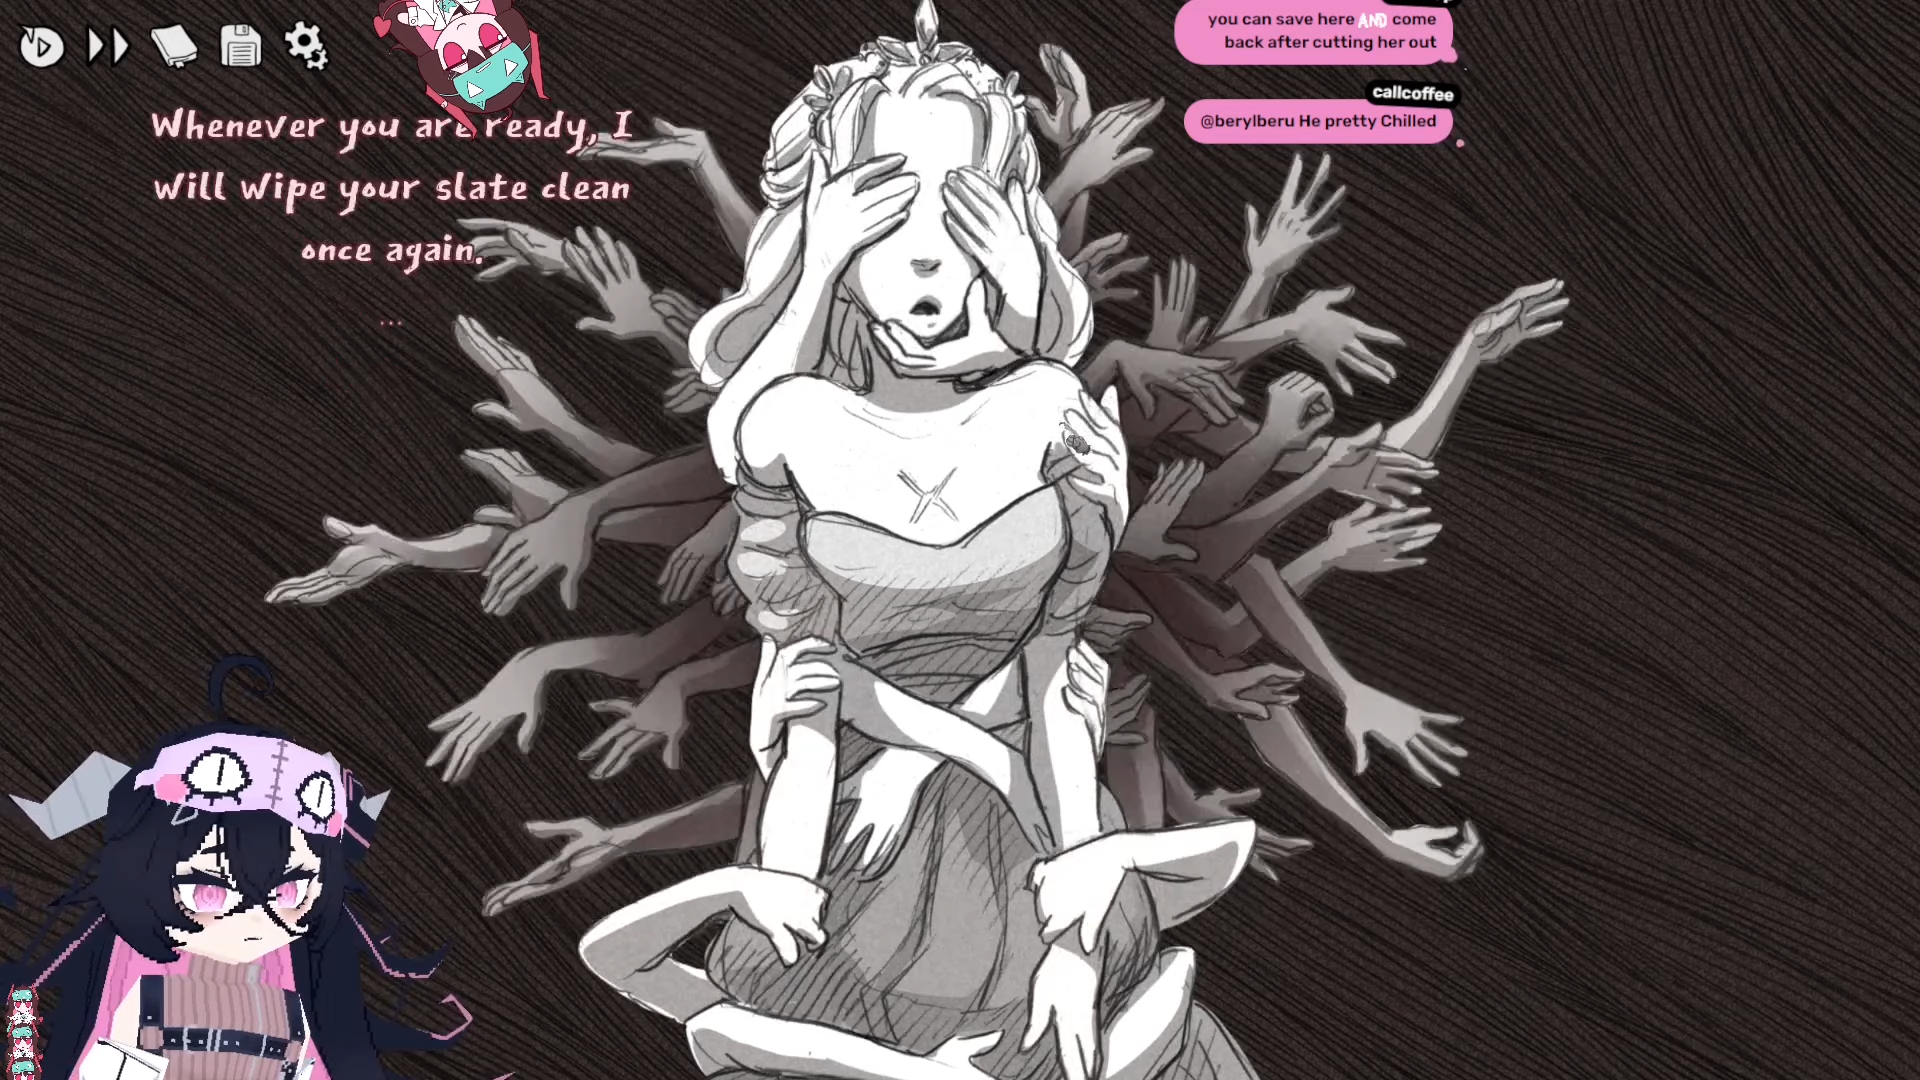 Whenever you are ready, I
will wipe your slate clean
once again.
...
you can save here AND come
back after cutting her out
callcoffee
@berylberu He pretty Chilled